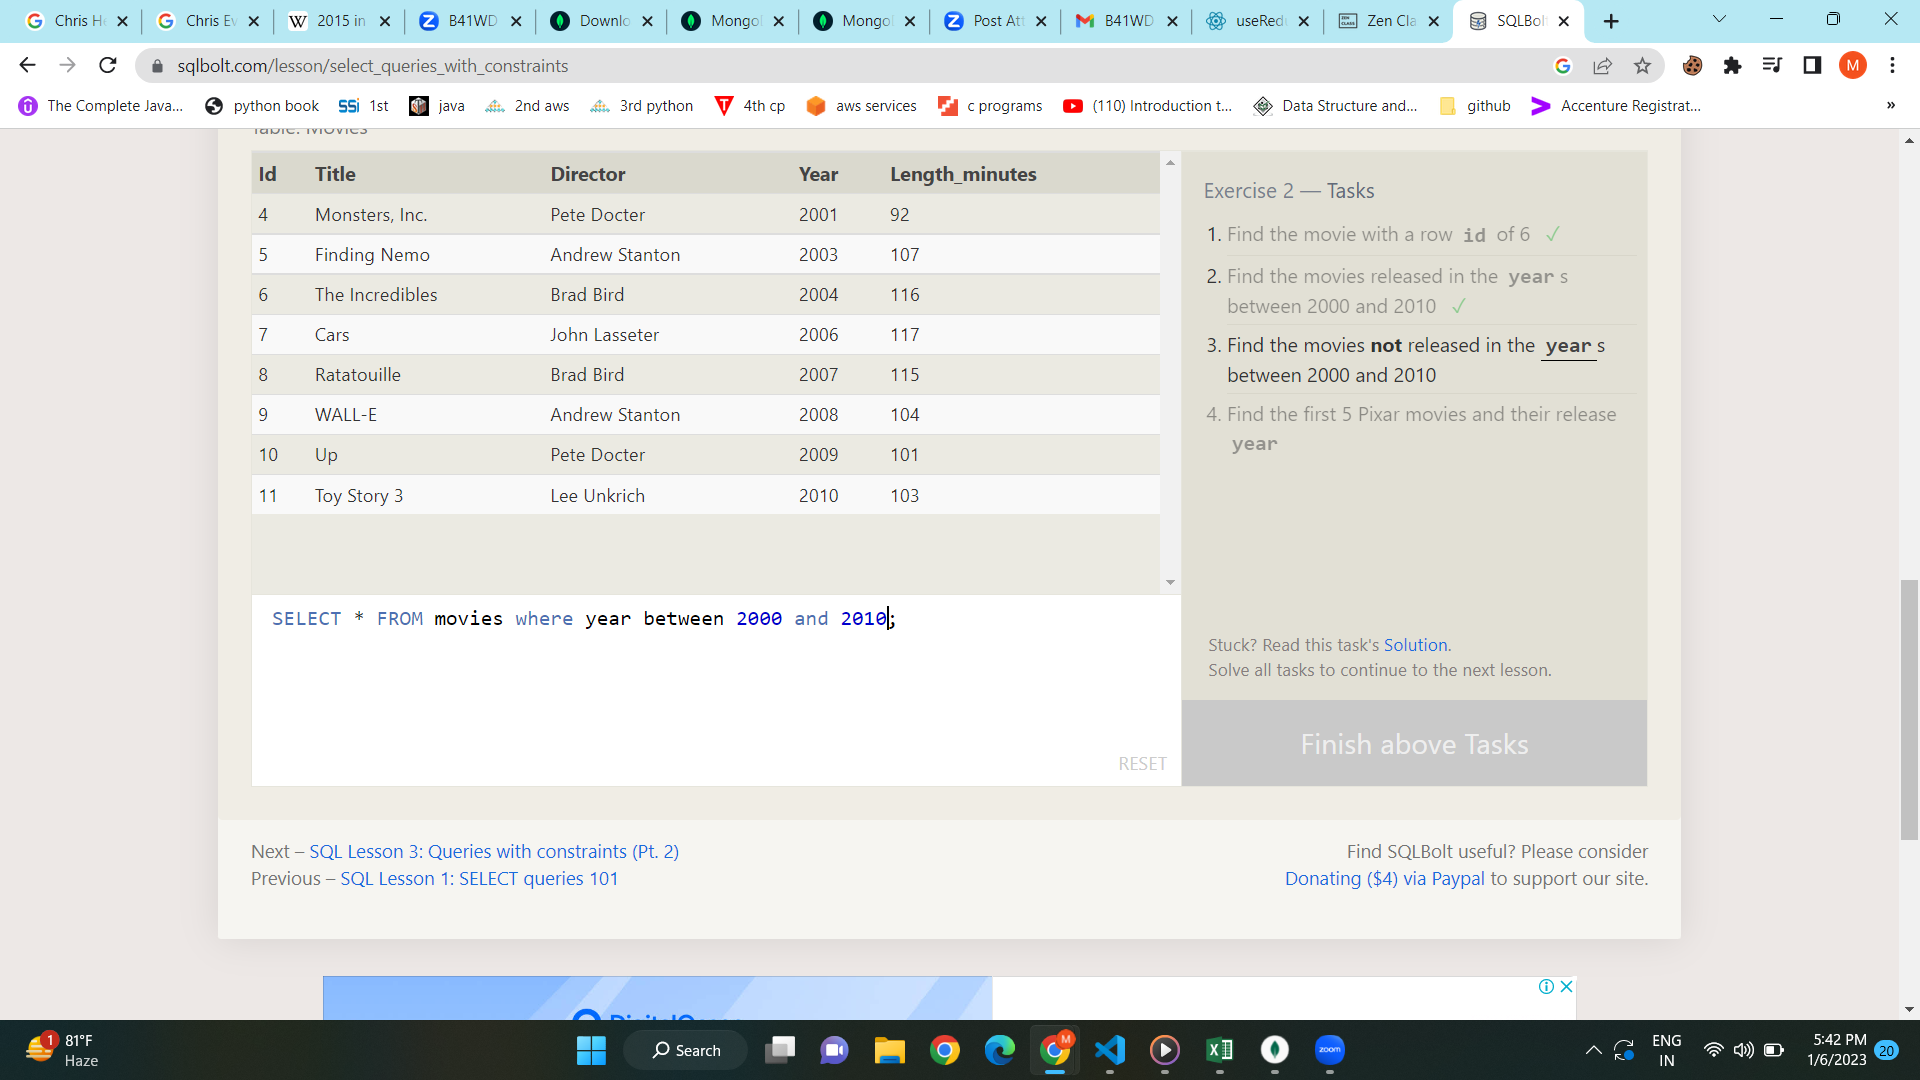 Chris He
Chris Ev
2015 in
B41WD
Downlo
Mongo
Mongo
Post Att
B41WD
useRed
Zen Cla
SQLBolt
sqlbolt.com/lesson/select_queries_with_constraints
M
The Complete Java...
python book
SSi 1st
java
2nd aws
3rd python
4th cp
aws services
c programs
(110) Introduction t...
Data Structure and...
github
Accenture Registrat...
»
Table: Movies
Id Title Director Year Length_minutes
4 Monsters, Inc. Pete Docter 2001 92
5 Finding Nemo Andrew Stanton 2003 107
6 The Incredibles Brad Bird 2004 116
7 Cars John Lasseter 2006 117
8 Ratatouille Brad Bird 2007 115
9 WALL-E Andrew Stanton 2008 104
10 Up Pete Docter 2009 101
11 Toy Story 3 Lee Unkrich 2010 103
SELECT * FROM movies where year between 2000 and 2010;
RESET
Exercise 2 — Tasks
1. Find the movie with a row id of 6 ✓
2. Find the movies released in the year s
between 2000 and 2010 ✓
3. Find the movies not released in the year s
between 2000 and 2010
4. Find the first 5 Pixar movies and their release
year
Stuck? Read this task's Solution.
Solve all tasks to continue to the next lesson.
Finish above Tasks
Next – SQL Lesson 3: Queries with constraints (Pt. 2)
Previous – SQL Lesson 1: SELECT queries 101
Find SQLBolt useful? Please consider
Donating ($4) via Paypal to support our site.
DigitalOcean
1
81°F
Haze
Search
M
zoom
ENG
IN
5:42 PM
1/6/2023
20